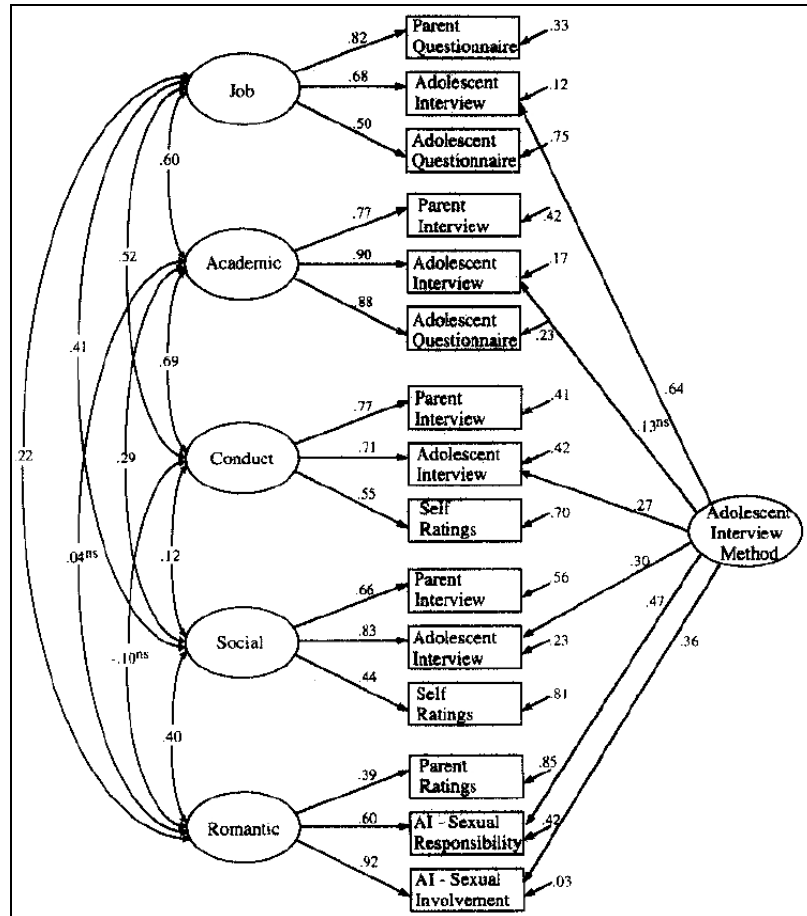 .82
Parent
Questionnaire
.33
Job
.68
Adolescent
Interview
.12
.50
Adolescent
Questionnaire
.75
.60
.77
Parent
Interview
.42
Academic
.90
Adolescent
Interview
.17
.52
.88
Adolescent
Questionnaire
.23
.41
.69
.64
.13ns
.77
Parent
Interview
.41
.22
.29
Conduct
.71
Adolescent
Interview
.42
.27
Adolescent
Interview
Method
.55
Self
Ratings
.70
.04ns
.12
.30
.47
.36
.66
Parent
Interview
.56
Social
.83
Adolescent
Interview
.23
-.10ns
.44
Self
Ratings
.81
.40
.39
Parent
Ratings
.85
Romantic
.60
AI - Sexual
Responsibility
.42
.92
AI - Sexual
Involvement
.03